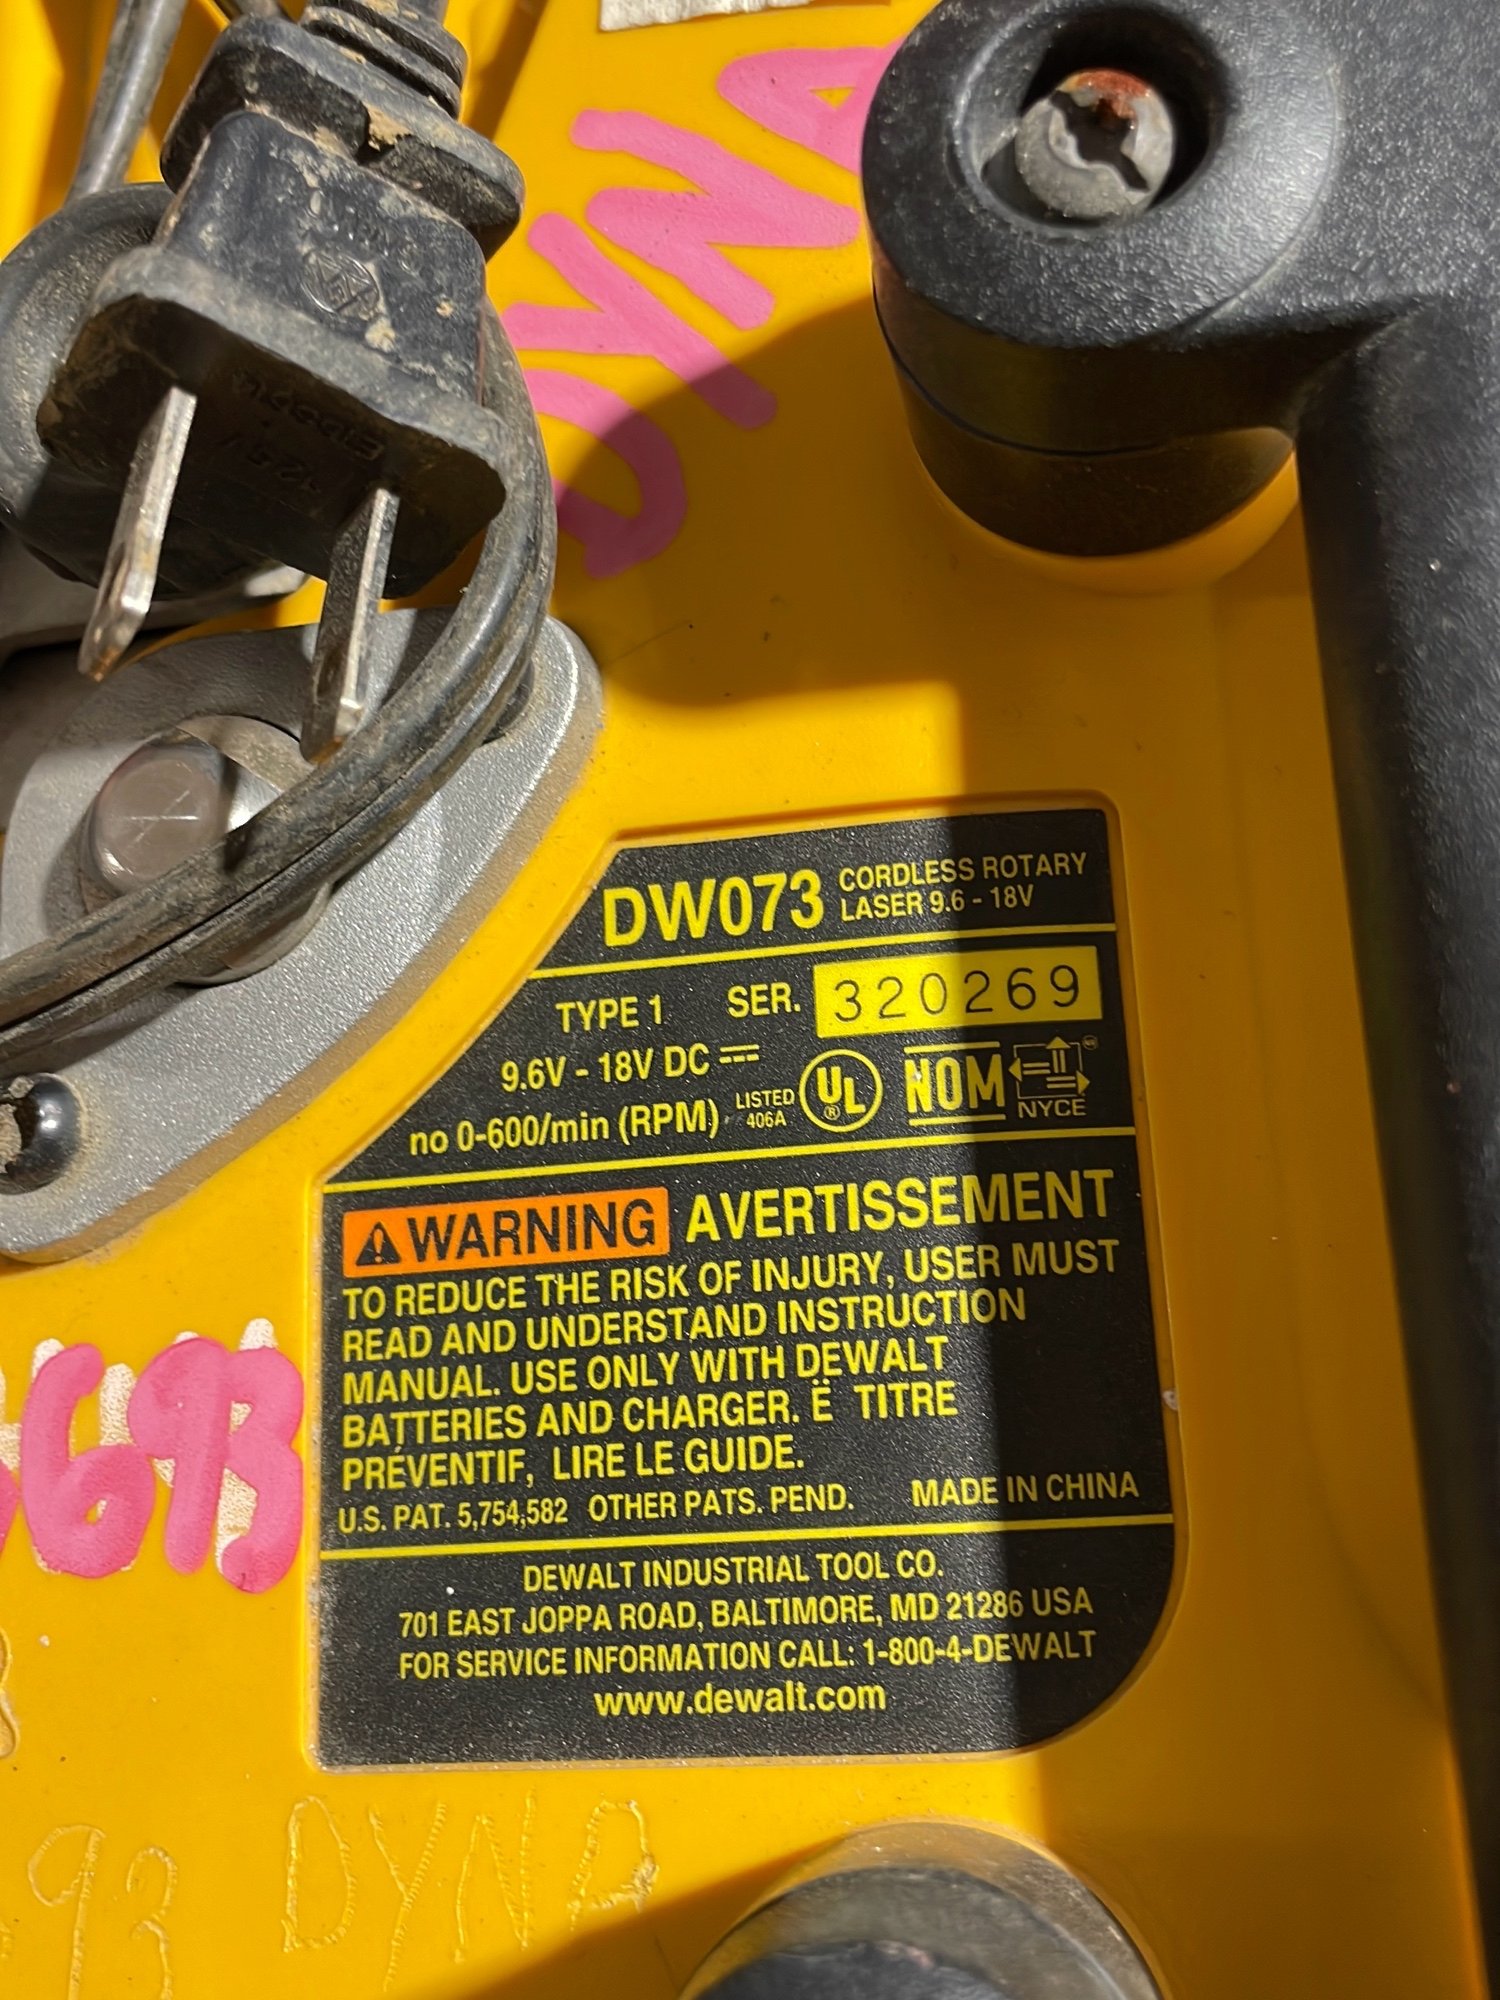 DYNA
DW073 CORDLESS ROTARY
LASER 9.6 - 18V
TYPE 1 SER. 320269
9.6V - 18V DC
no 0-600/min (RPM) LISTED
406A UL® NOM NYCE
WARNING AVERTISSEMENT
TO REDUCE THE RISK OF INJURY, USER MUST
READ AND UNDERSTAND INSTRUCTION
MANUAL. USE ONLY WITH DEWALT
BATTERIES AND CHARGER. Ë TITRE
PRÉVENTIF, LIRE LE GUIDE.
U.S. PAT. 5,754,582 OTHER PATS. PEND. MADE IN CHINA
DEWALT INDUSTRIAL TOOL CO.
701 EAST JOPPA ROAD, BALTIMORE, MD 21286 USA
FOR SERVICE INFORMATION CALL: 1-800-4-DEWALT
www.dewalt.com
693
93 DYNA